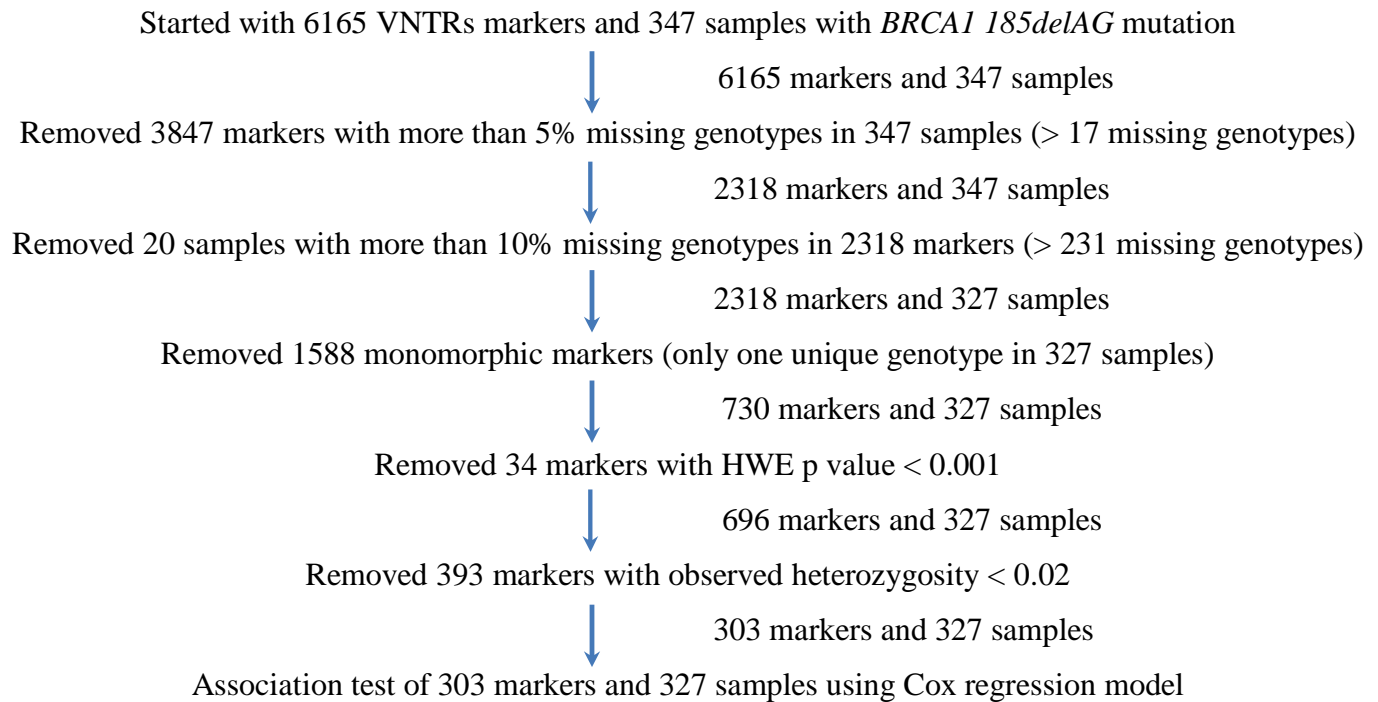 Started with 6165 VNTRs markers and 347 samples with BRCA1 185delAG mutation
6165 markers and 347 samples
Removed 3847 markers with more than 5% missing genotypes in 347 samples (> 17 missing genotypes)
2318 markers and 347 samples
Removed 20 samples with more than 10% missing genotypes in 2318 markers (> 231 missing genotypes)
2318 markers and 327 samples
Removed 1588 monomorphic markers (only one unique genotype in 327 samples)
730 markers and 327 samples
Removed 34 markers with HWE p value < 0.001
696 markers and 327 samples
Removed 393 markers with observed heterozygosity < 0.02
303 markers and 327 samples
Association test of 303 markers and 327 samples using Cox regression model